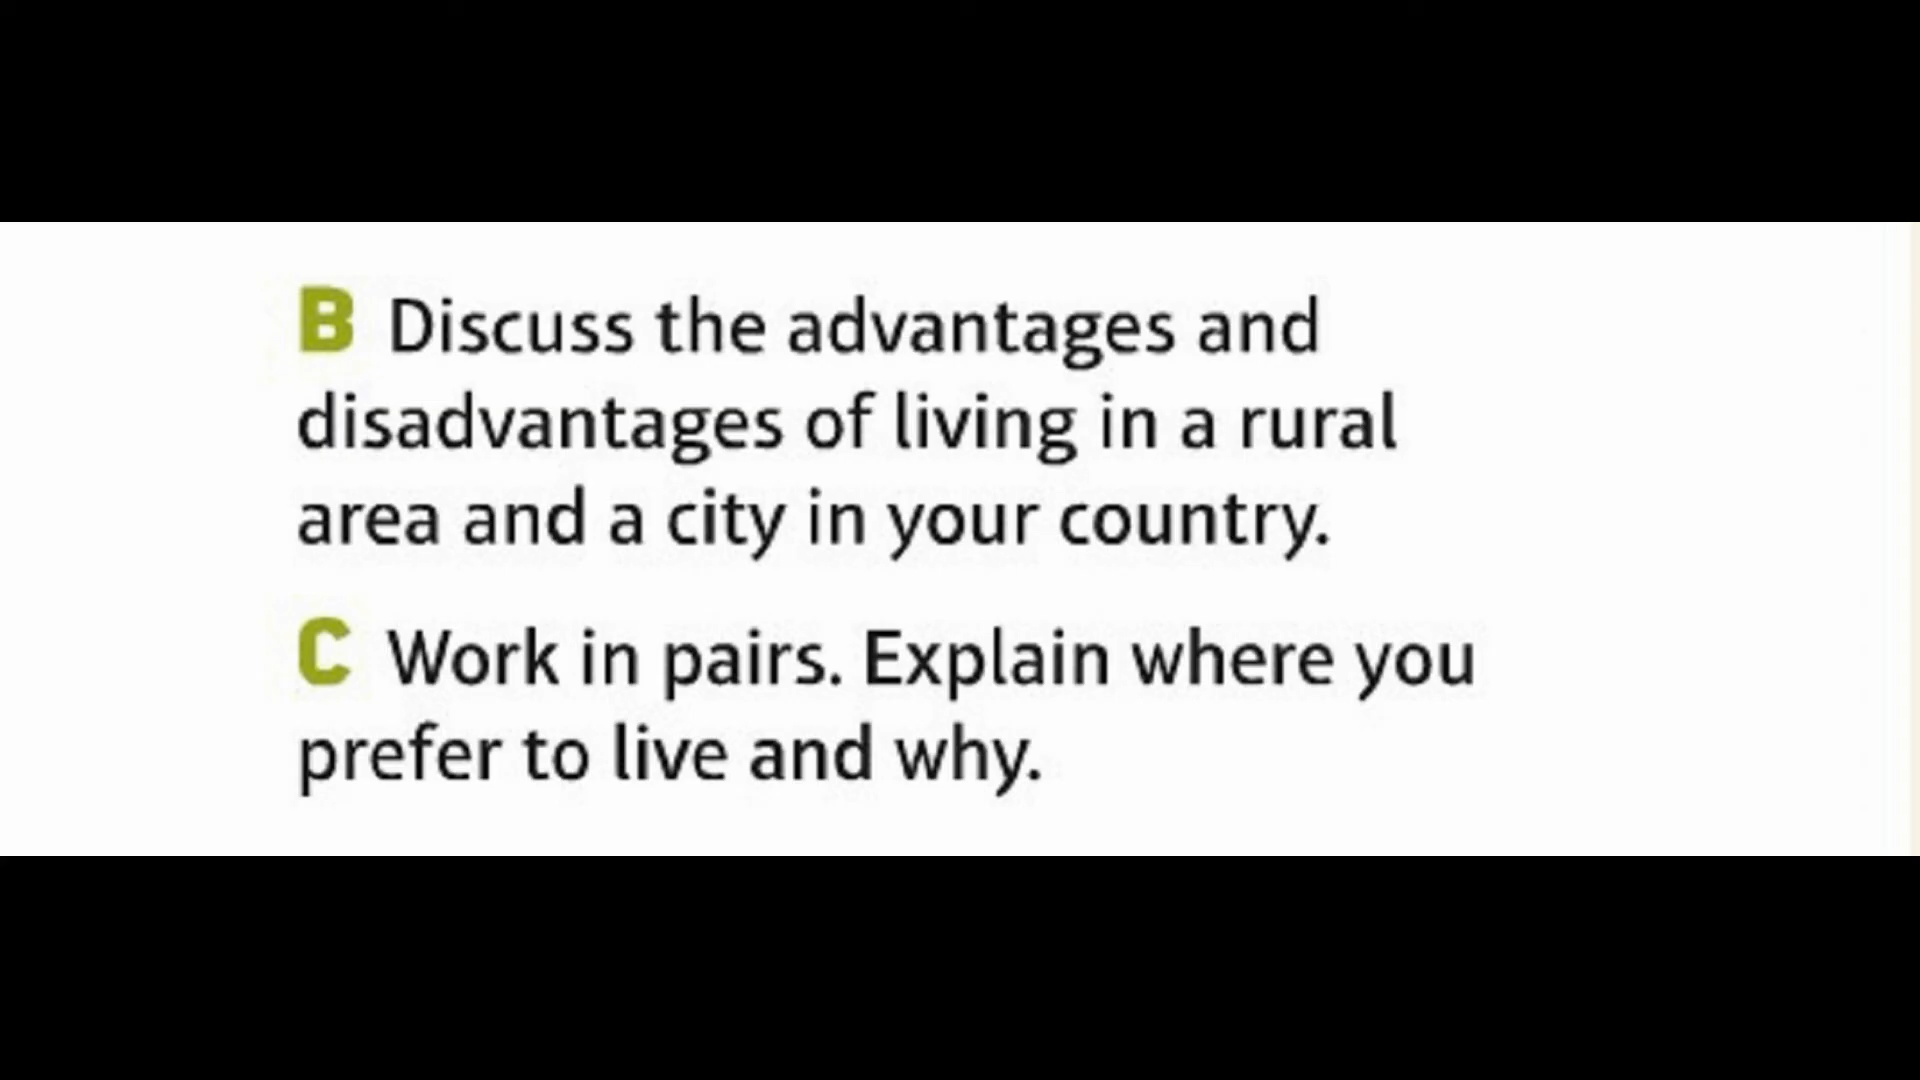 B Discuss the advantages and
disadvantages of living in a rural
area and a city in your country.
C Work in pairs. Explain where you
prefer to live and why.